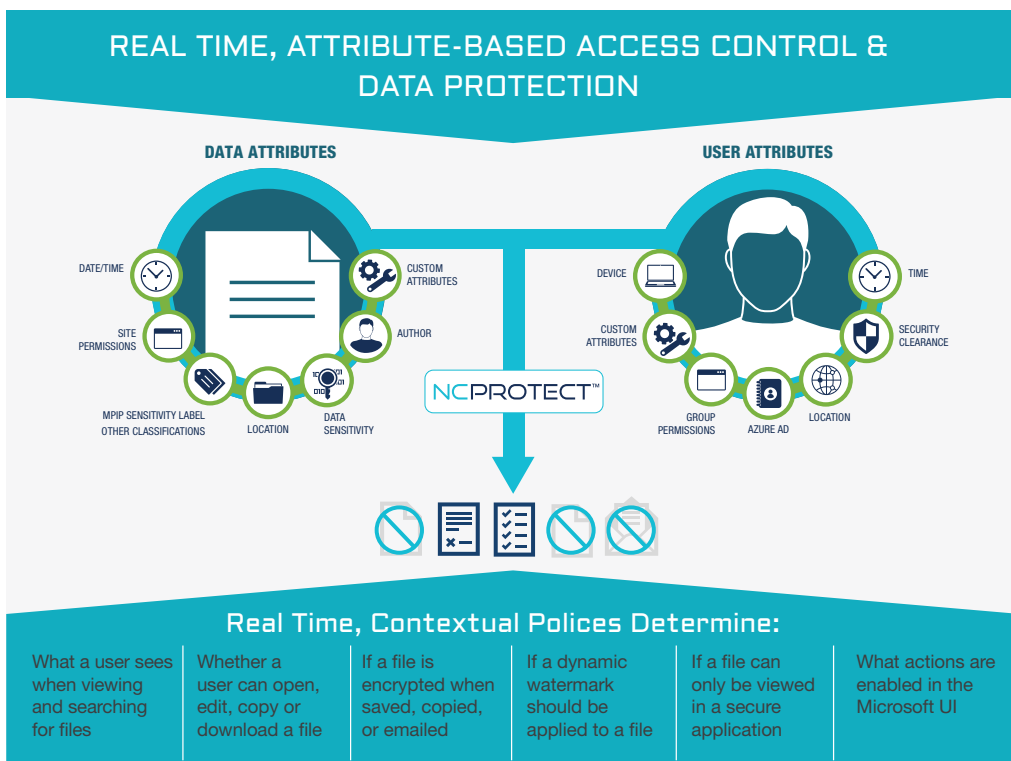 REAL TIME, ATTRIBUTE-BASED ACCESS CONTROL &
DATA PROTECTION
DATA ATTRIBUTES
DATE/TIME
SITE
PERMISSIONS
MPIP SENSITIVITY LABEL
OTHER CLASSIFICATIONS
LOCATION
DATA
SENSITIVITY
AUTHOR
CUSTOM
ATTRIBUTES
NCPROTECT™
USER ATTRIBUTES
DEVICE
CUSTOM
ATTRIBUTES
GROUP
PERMISSIONS
AZURE AD
LOCATION
SECURITY
CLEARANCE
TIME
Real Time, Contextual Polices Determine:
What a user sees
when viewing
and searching
for files
Whether a
user can open,
edit, copy or
download a file
If a file is
encrypted when
saved, copied,
or emailed
If a dynamic
watermark
should be
applied to a file
If a file can
only be viewed
in a secure
application
What actions are
enabled in the
Microsoft UI